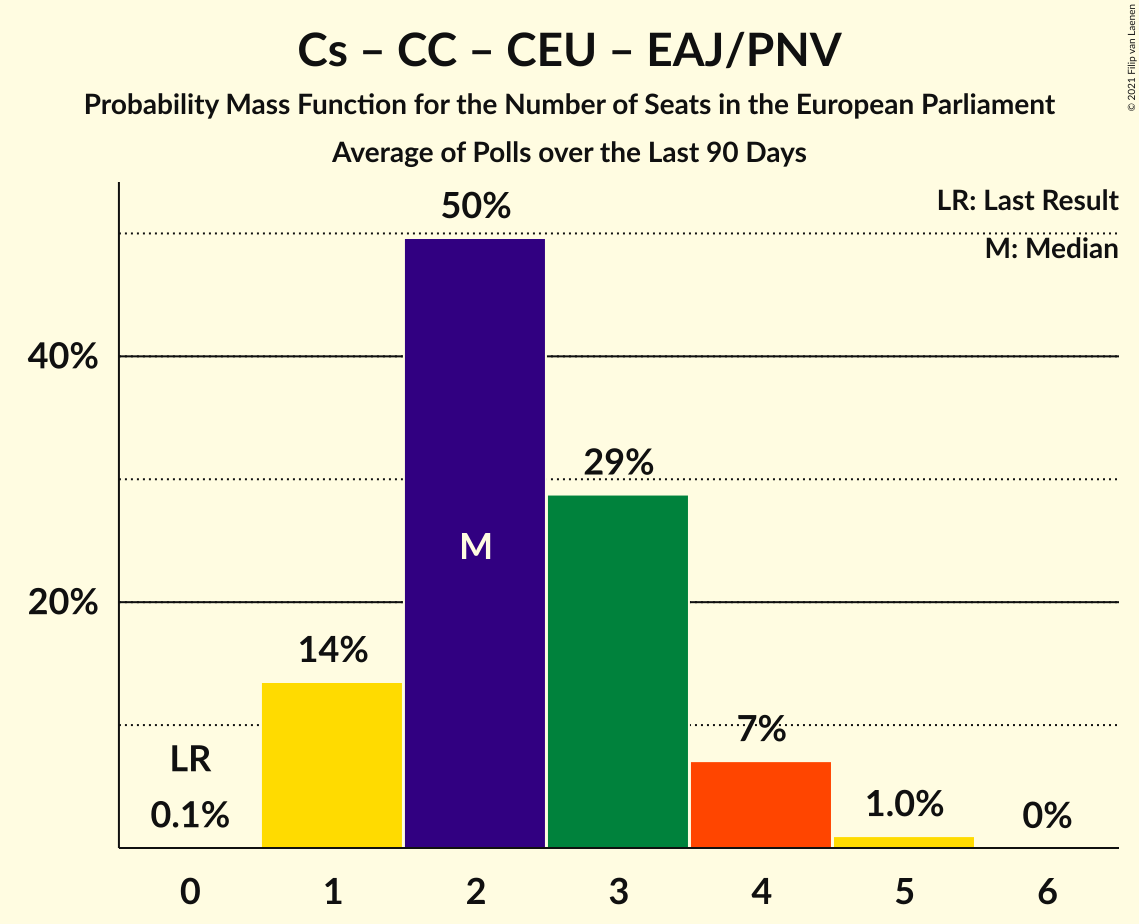 Cs – CC – CEU – EAJ/PNV
Probability Mass Function for the Number of Seats in the European Parliament
Average of Polls over the Last 90 Days
© 2021 Filip van Laenen
LR: Last Result
M: Median
50%
40%
29%
M
20%
14%
7%
LR
0.1%
1.0%
0%
0 1 2 3 4 5 6